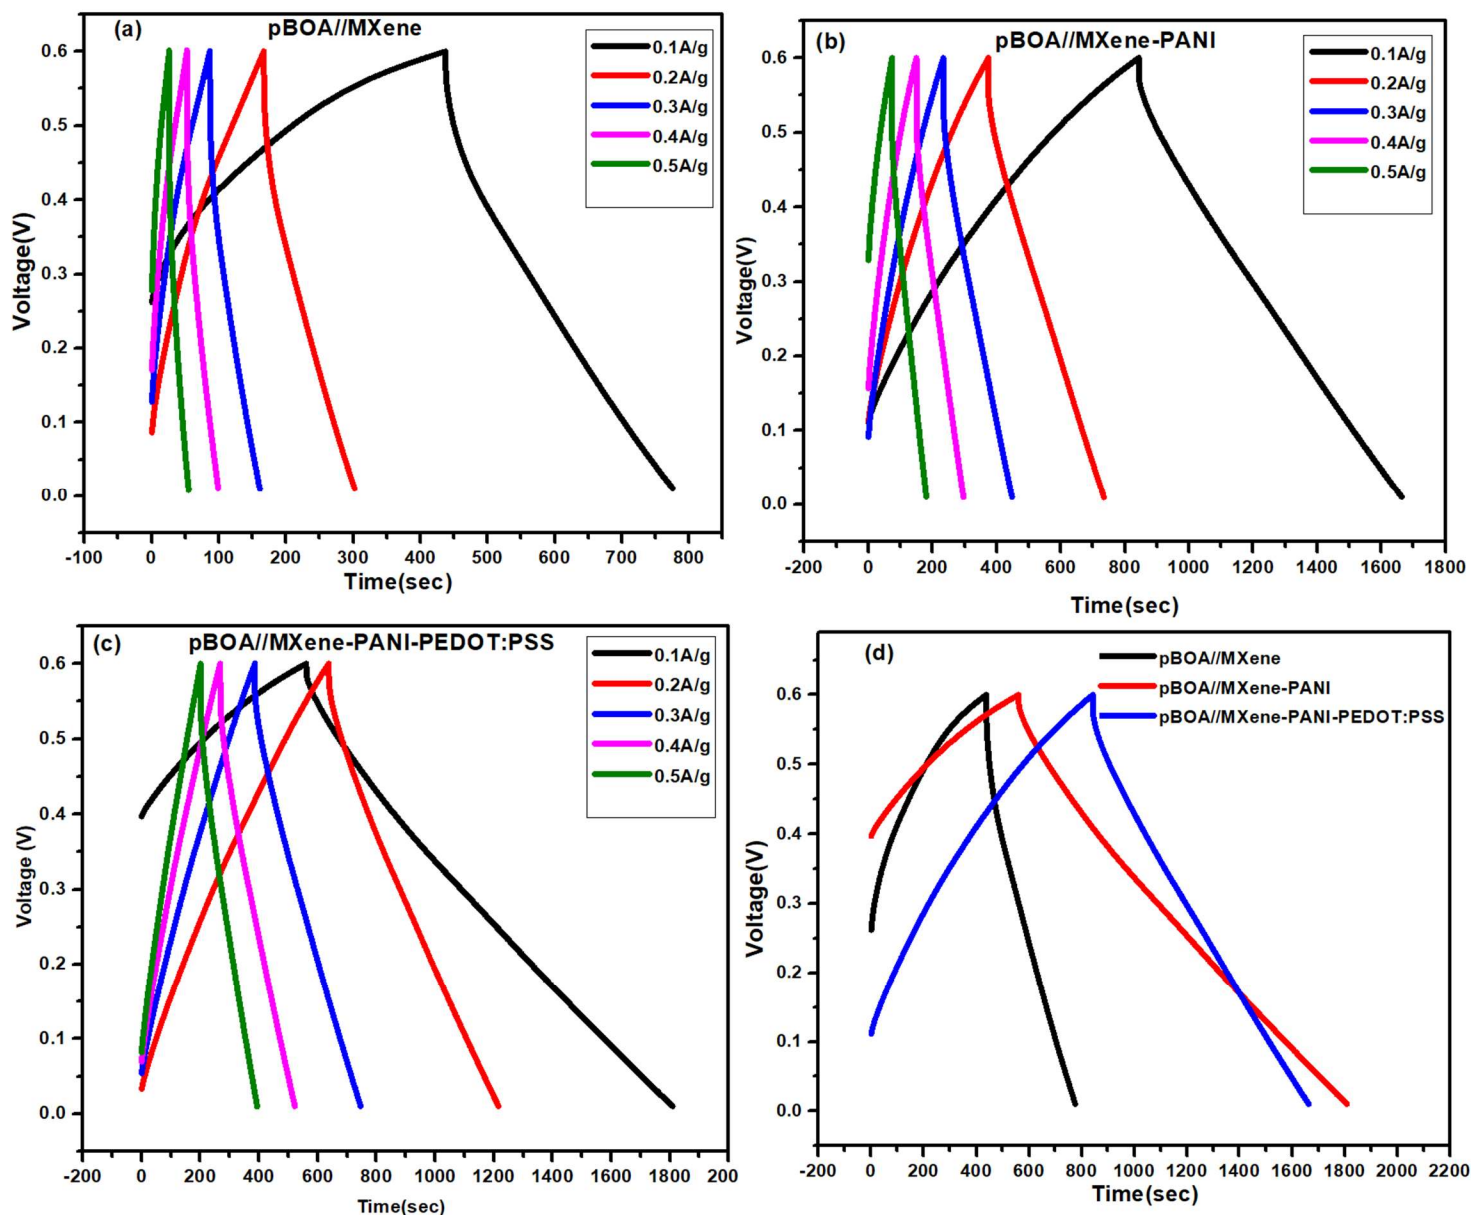 (a)
pBOA//MXene
0.1A/g
0.2A/g
0.3A/g
0.4A/g
0.5A/g
Voltage(V)
0.6
0.5
0.4
0.3
0.2
0.1
0.0
-100 0 100 200 300 400 500 600 700 800
Time(sec)
(b)
pBOA//MXene-PANI
0.1A/g
0.2A/g
0.3A/g
0.4A/g
0.5A/g
Voltage(V)
0.6
0.5
0.4
0.3
0.2
0.1
0.0
-200 0 200 400 600 800 1000 1200 1400 1600 1800
Time(sec)
(c)
pBOA//MXene-PANI-PEDOT:PSS
0.1A/g
0.2A/g
0.3A/g
0.4A/g
0.5A/g
Voltage (V)
0.6
0.5
0.4
0.3
0.2
0.1
0.0
-200 0 200 400 600 800 1000 1200 1400 1600 1800 200
Time(sec)
(d)
pBOA//MXene
pBOA//MXene-PANI
pBOA//MXene-PANI-PEDOT:PSS
Voltage(V)
0.6
0.5
0.4
0.3
0.2
0.1
0.0
-200 0 200 400 600 800 1000 1200 1400 1600 1800 2000 2200
Time(sec)